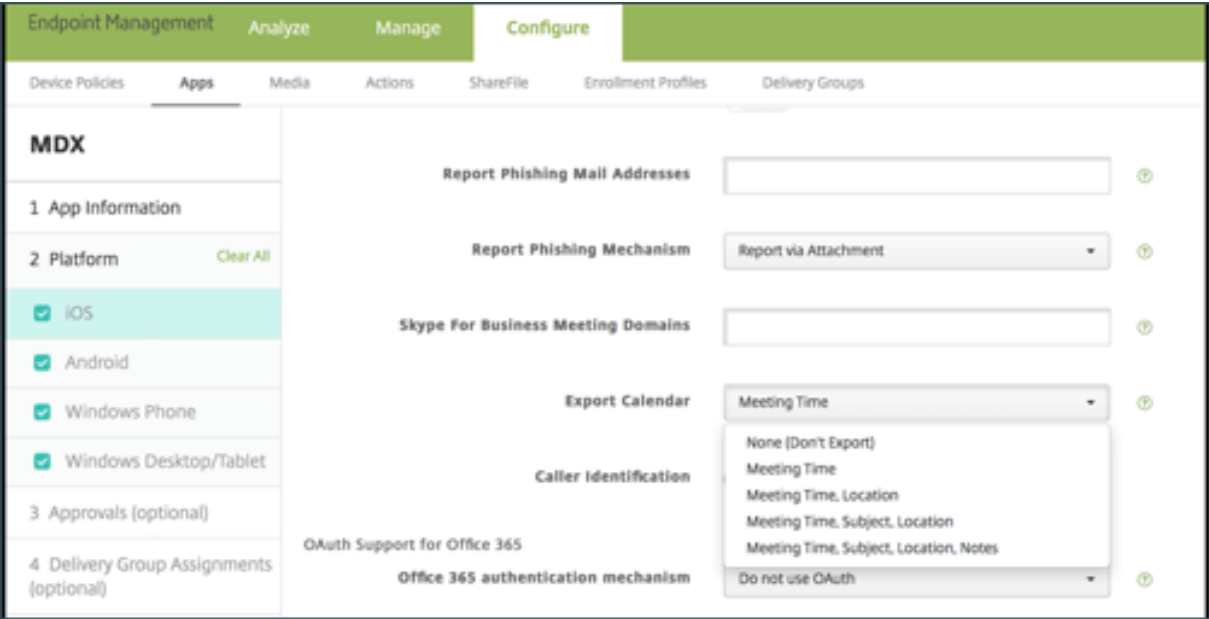 Endpoint Management Analyze Manage Configure
Device Policies Apps Media Actions ShareFile Enrollment Profiles Delivery Groups
MDX
1 App Information
2 Platform Clear All
iOS
Android
Windows Phone
Windows Desktop/Tablet
3 Approvals (optional)
4 Delivery Group Assignments
(optional)
Report Phishing Mail Addresses
Report Phishing Mechanism Report via Attachment
Skype For Business Meeting Domains
Export Calendar Meeting Time
None (Don't Export)
Meeting Time
Meeting Time, Location
Meeting Time, Subject, Location
Meeting Time, Subject, Location, Notes
Caller Identification
OAuth Support for Office 365
Office 365 authentication mechanism Do not use OAuth